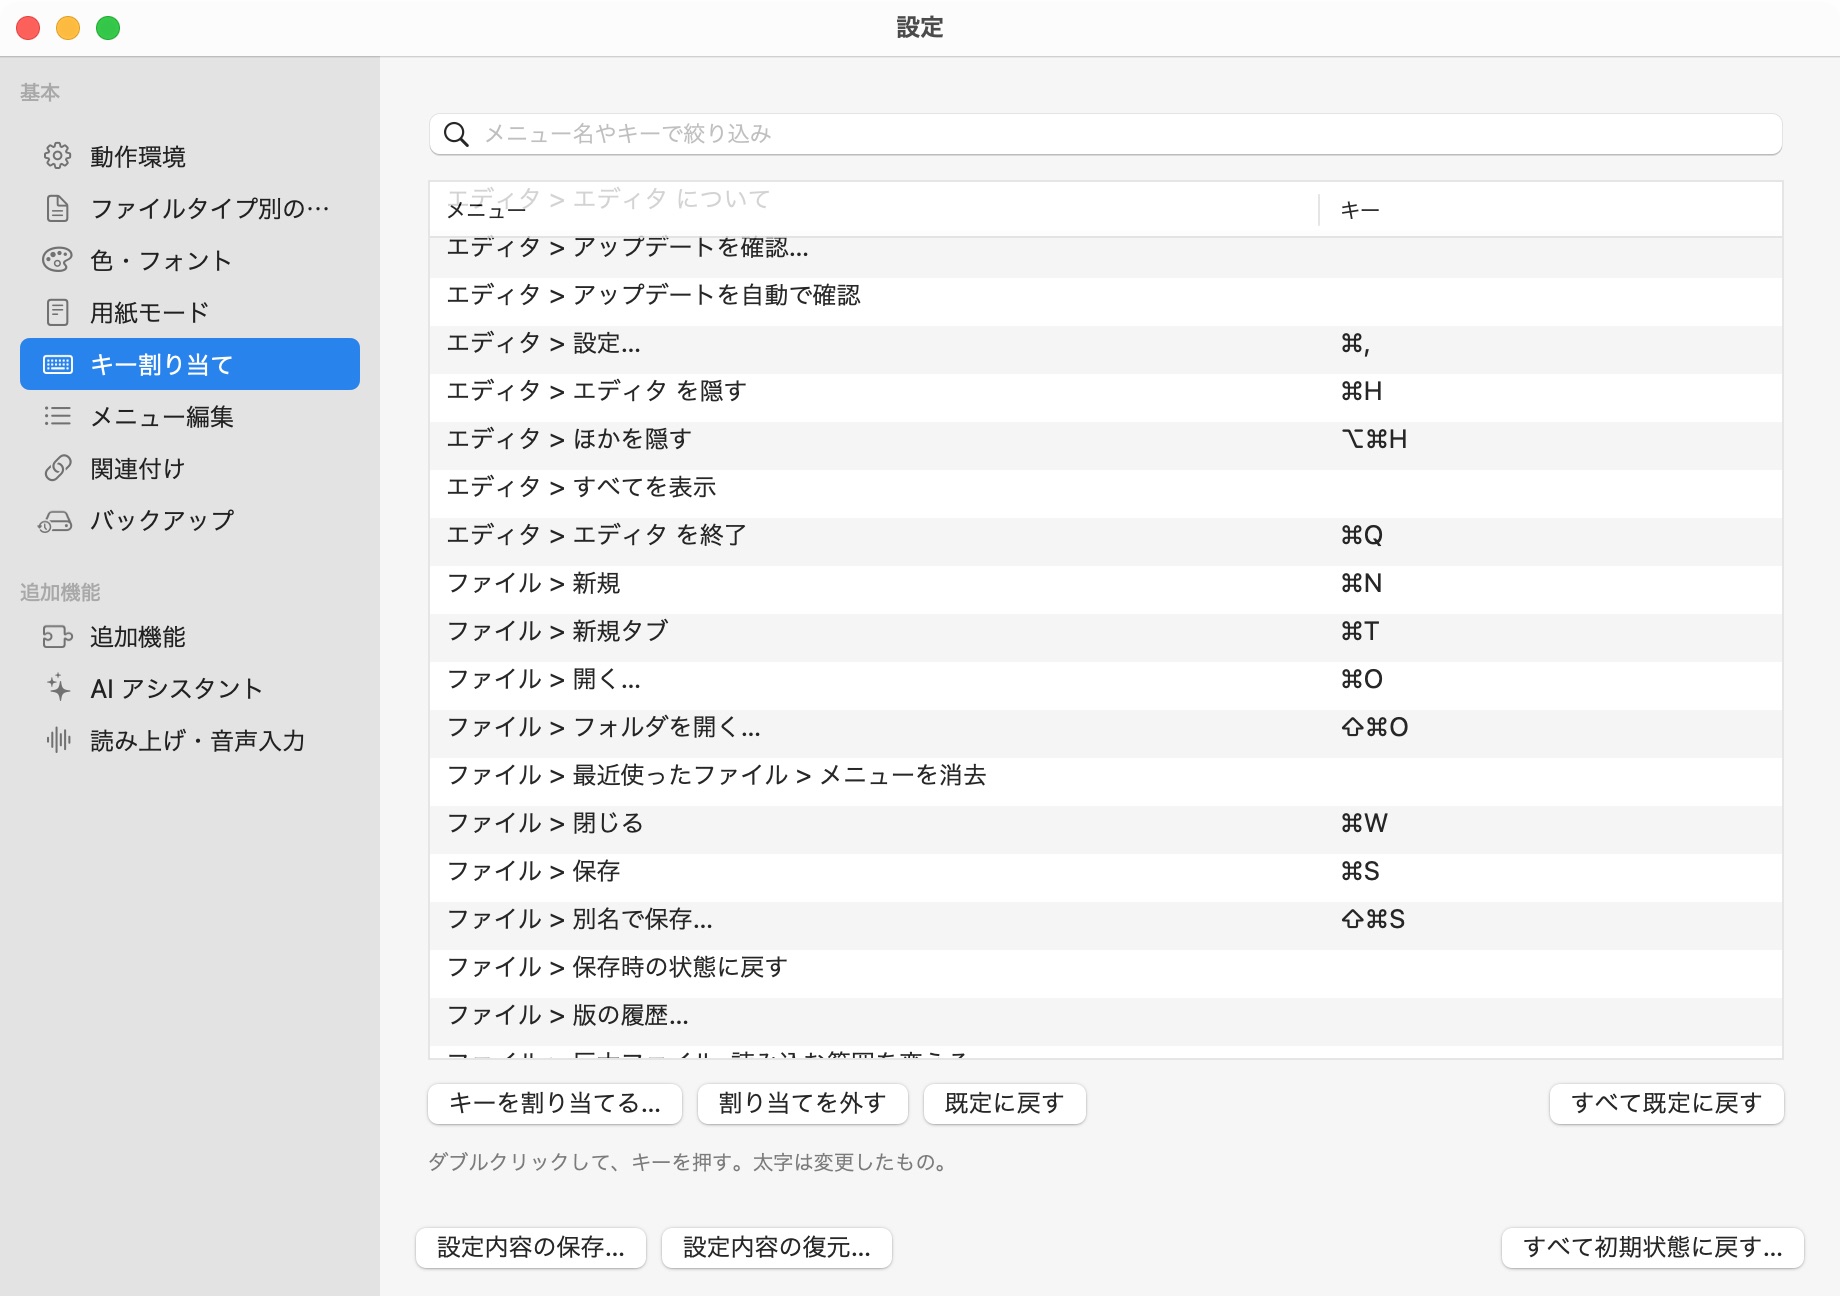 設定
基本
動作環境
ファイルタイプ別の…
色・フォント
用紙モード
キー割り当て
メニュー編集
関連付け
バックアップ
追加機能
追加機能
AI アシスタント
読み上げ・音声入力
メニュー名やキーで絞り込み
エディタ > エディタ について
メニュー キー
エディタ > アップデートを確認...
エディタ > アップデートを自動で確認
エディタ > 設定... ⌘,
エディタ > エディタ を隠す ⌘H
エディタ > ほかを隠す ⌥⌘H
エディタ > すべてを表示
エディタ > エディタ を終了 ⌘Q
ファイル > 新規 ⌘N
ファイル > 新規タブ ⌘T
ファイル > 開く... ⌘O
ファイル > フォルダを開く... ⇧⌘O
ファイル > 最近使ったファイル > メニューを消去
ファイル > 閉じる ⌘W
ファイル > 保存 ⌘S
ファイル > 別名で保存... ⇧⌘S
ファイル > 保存時の状態に戻す
ファイル > 版の履歴...
キーを割り当てる... 割り当てを外す 既定に戻す すべて既定に戻す
ダブルクリックして、キーを押す。太字は変更したもの。
設定内容の保存... 設定内容の復元... すべて初期状態に戻す...